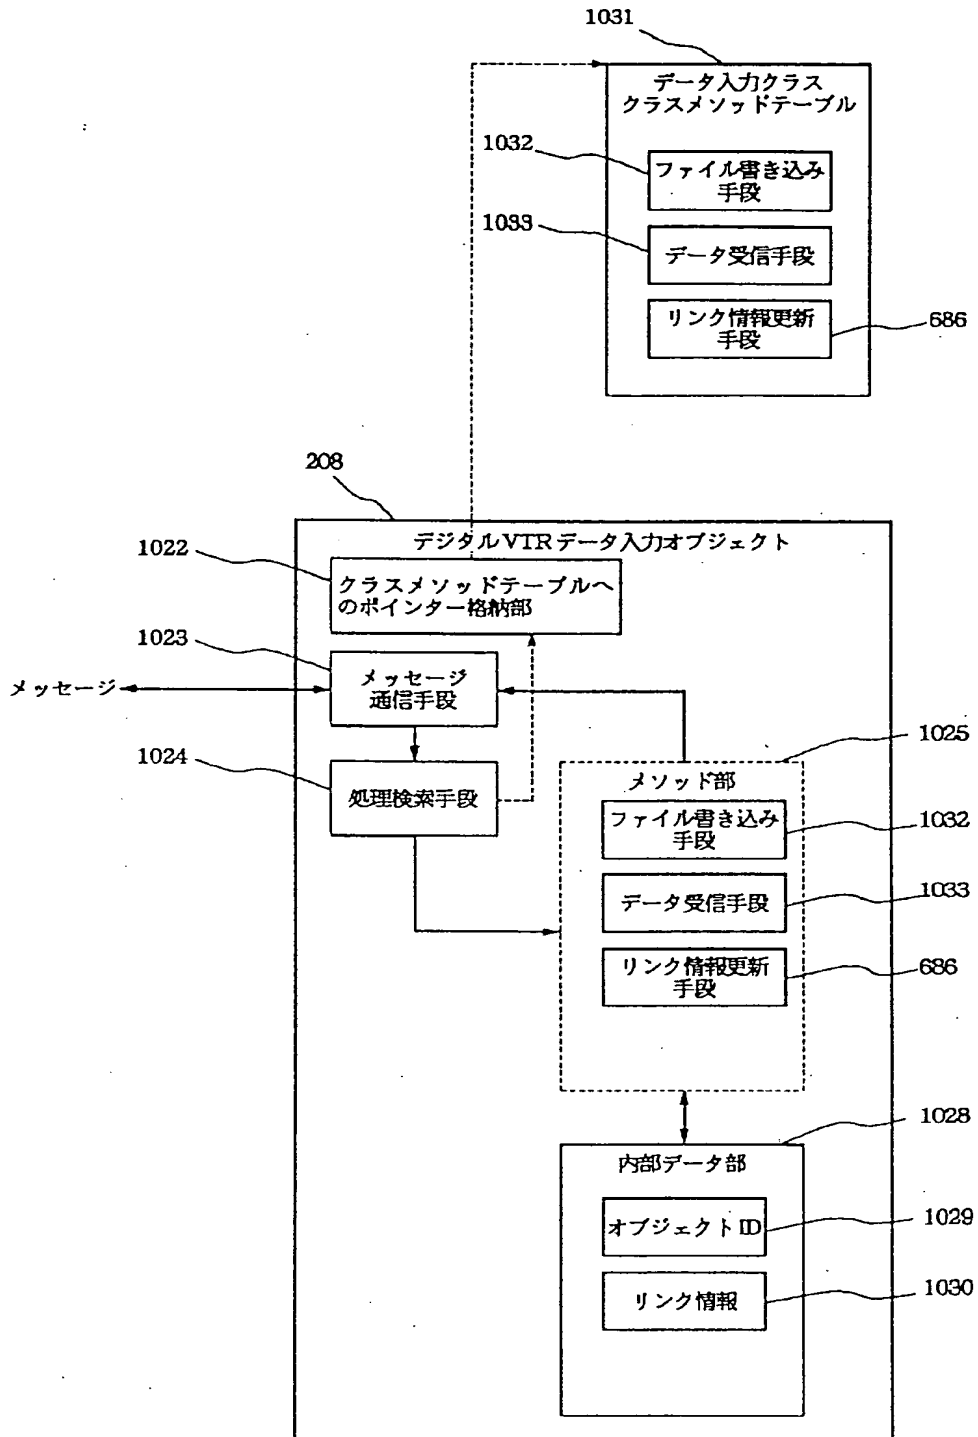 1031
データ入力クラス
クラスメソッドテーブル
1032
ファイル書き込み
手段
1033
データ受信手段
リンク情報更新
手段
686
208
デジタルVTRデータ入力オブジェクト
1022
クラスメソッドテーブルへ
のポインター格納部
1023
メッセージ
メッセージ
通信手段
1024
処理検索手段
1025
メソッド部
ファイル書き込み
手段
1032
データ受信手段
1033
リンク情報更新
手段
686
1028
内部データ部
オブジェクトID
1029
リンク情報
1030